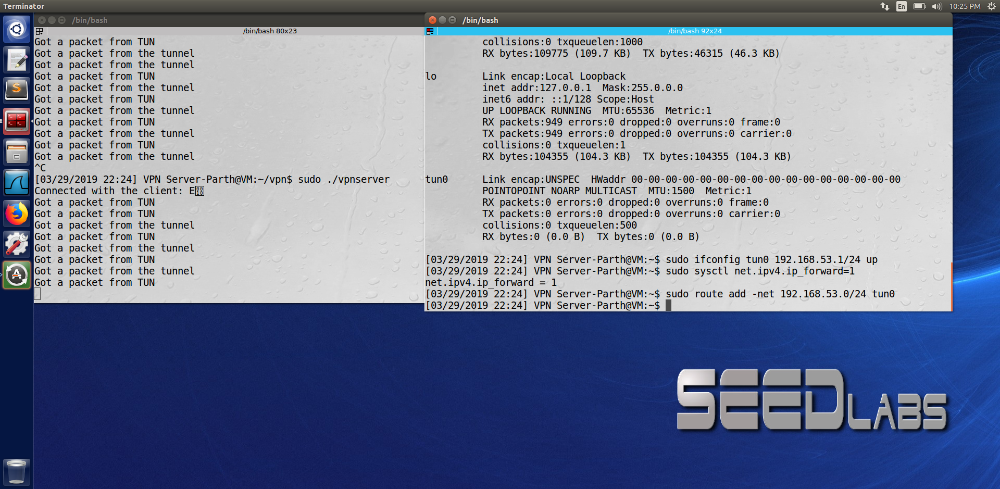 Terminator
En
10:25 PM
/bin/bash
/bin/bash 80x23
Got a packet from TUN
Got a packet from the tunnel
Got a packet from the tunnel
Got a packet from TUN
Got a packet from the tunnel
Got a packet from TUN
Got a packet from the tunnel
Got a packet from TUN
Got a packet from the tunnel
Got a packet from TUN
Got a packet from the tunnel
^C
[03/29/2019 22:24] VPN Server-Parth@VM:~/vpn$ sudo ./vpnserver
Connected with the client: E
Got a packet from TUN
Got a packet from TUN
Got a packet from the tunnel
Got a packet from TUN
Got a packet from the tunnel
Got a packet from TUN
Got a packet from the tunnel
Got a packet from TUN
/bin/bash
/bin/bash 92x24
collisions:0 txqueuelen:1000
RX bytes:109775 (109.7 KB)  TX bytes:46315 (46.3 KB)
lo        Link encap:Local Loopback
inet addr:127.0.0.1  Mask:255.0.0.0
inet6 addr: ::1/128 Scope:Host
UP LOOPBACK RUNNING  MTU:65536  Metric:1
RX packets:949 errors:0 dropped:0 overruns:0 frame:0
TX packets:949 errors:0 dropped:0 overruns:0 carrier:0
collisions:0 txqueuelen:1
RX bytes:104355 (104.3 KB)  TX bytes:104355 (104.3 KB)
tun0      Link encap:UNSPEC  HWaddr 00-00-00-00-00-00-00-00-00-00-00-00-00-00-00-00
POINTOPOINT NOARP MULTICAST  MTU:1500  Metric:1
RX packets:0 errors:0 dropped:0 overruns:0 frame:0
TX packets:0 errors:0 dropped:0 overruns:0 carrier:0
collisions:0 txqueuelen:500
RX bytes:0 (0.0 B)  TX bytes:0 (0.0 B)
[03/29/2019 22:24] VPN Server-Parth@VM:~$ sudo ifconfig tun0 192.168.53.1/24 up
[03/29/2019 22:24] VPN Server-Parth@VM:~$ sudo sysctl net.ipv4.ip_forward=1
net.ipv4.ip_forward = 1
[03/29/2019 22:24] VPN Server-Parth@VM:~$ sudo route add -net 192.168.53.0/24 tun0
[03/29/2019 22:24] VPN Server-Parth@VM:~$
SEEDLABS